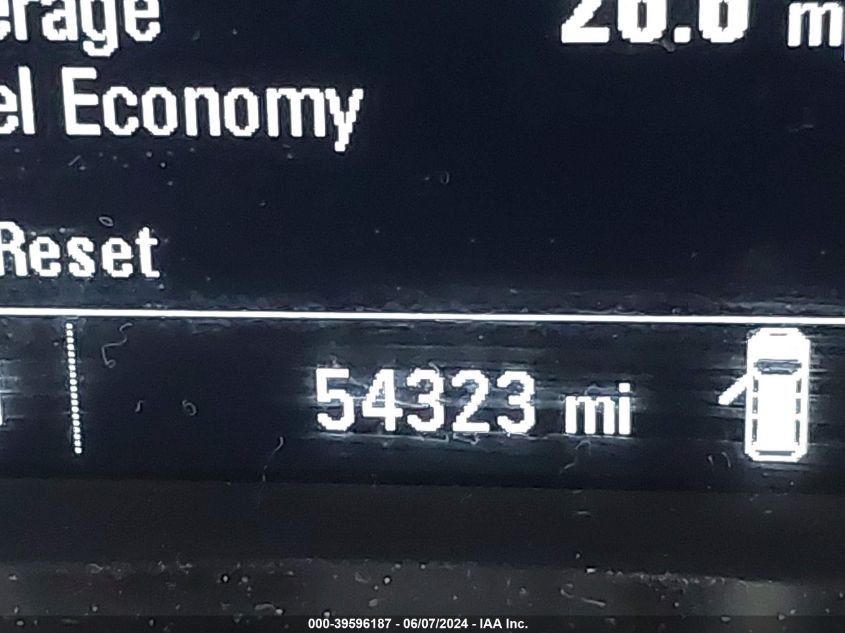 erage
el Economy
Reset
54323 mi
000-39596187 - 06/07/2024 - IAA Inc.